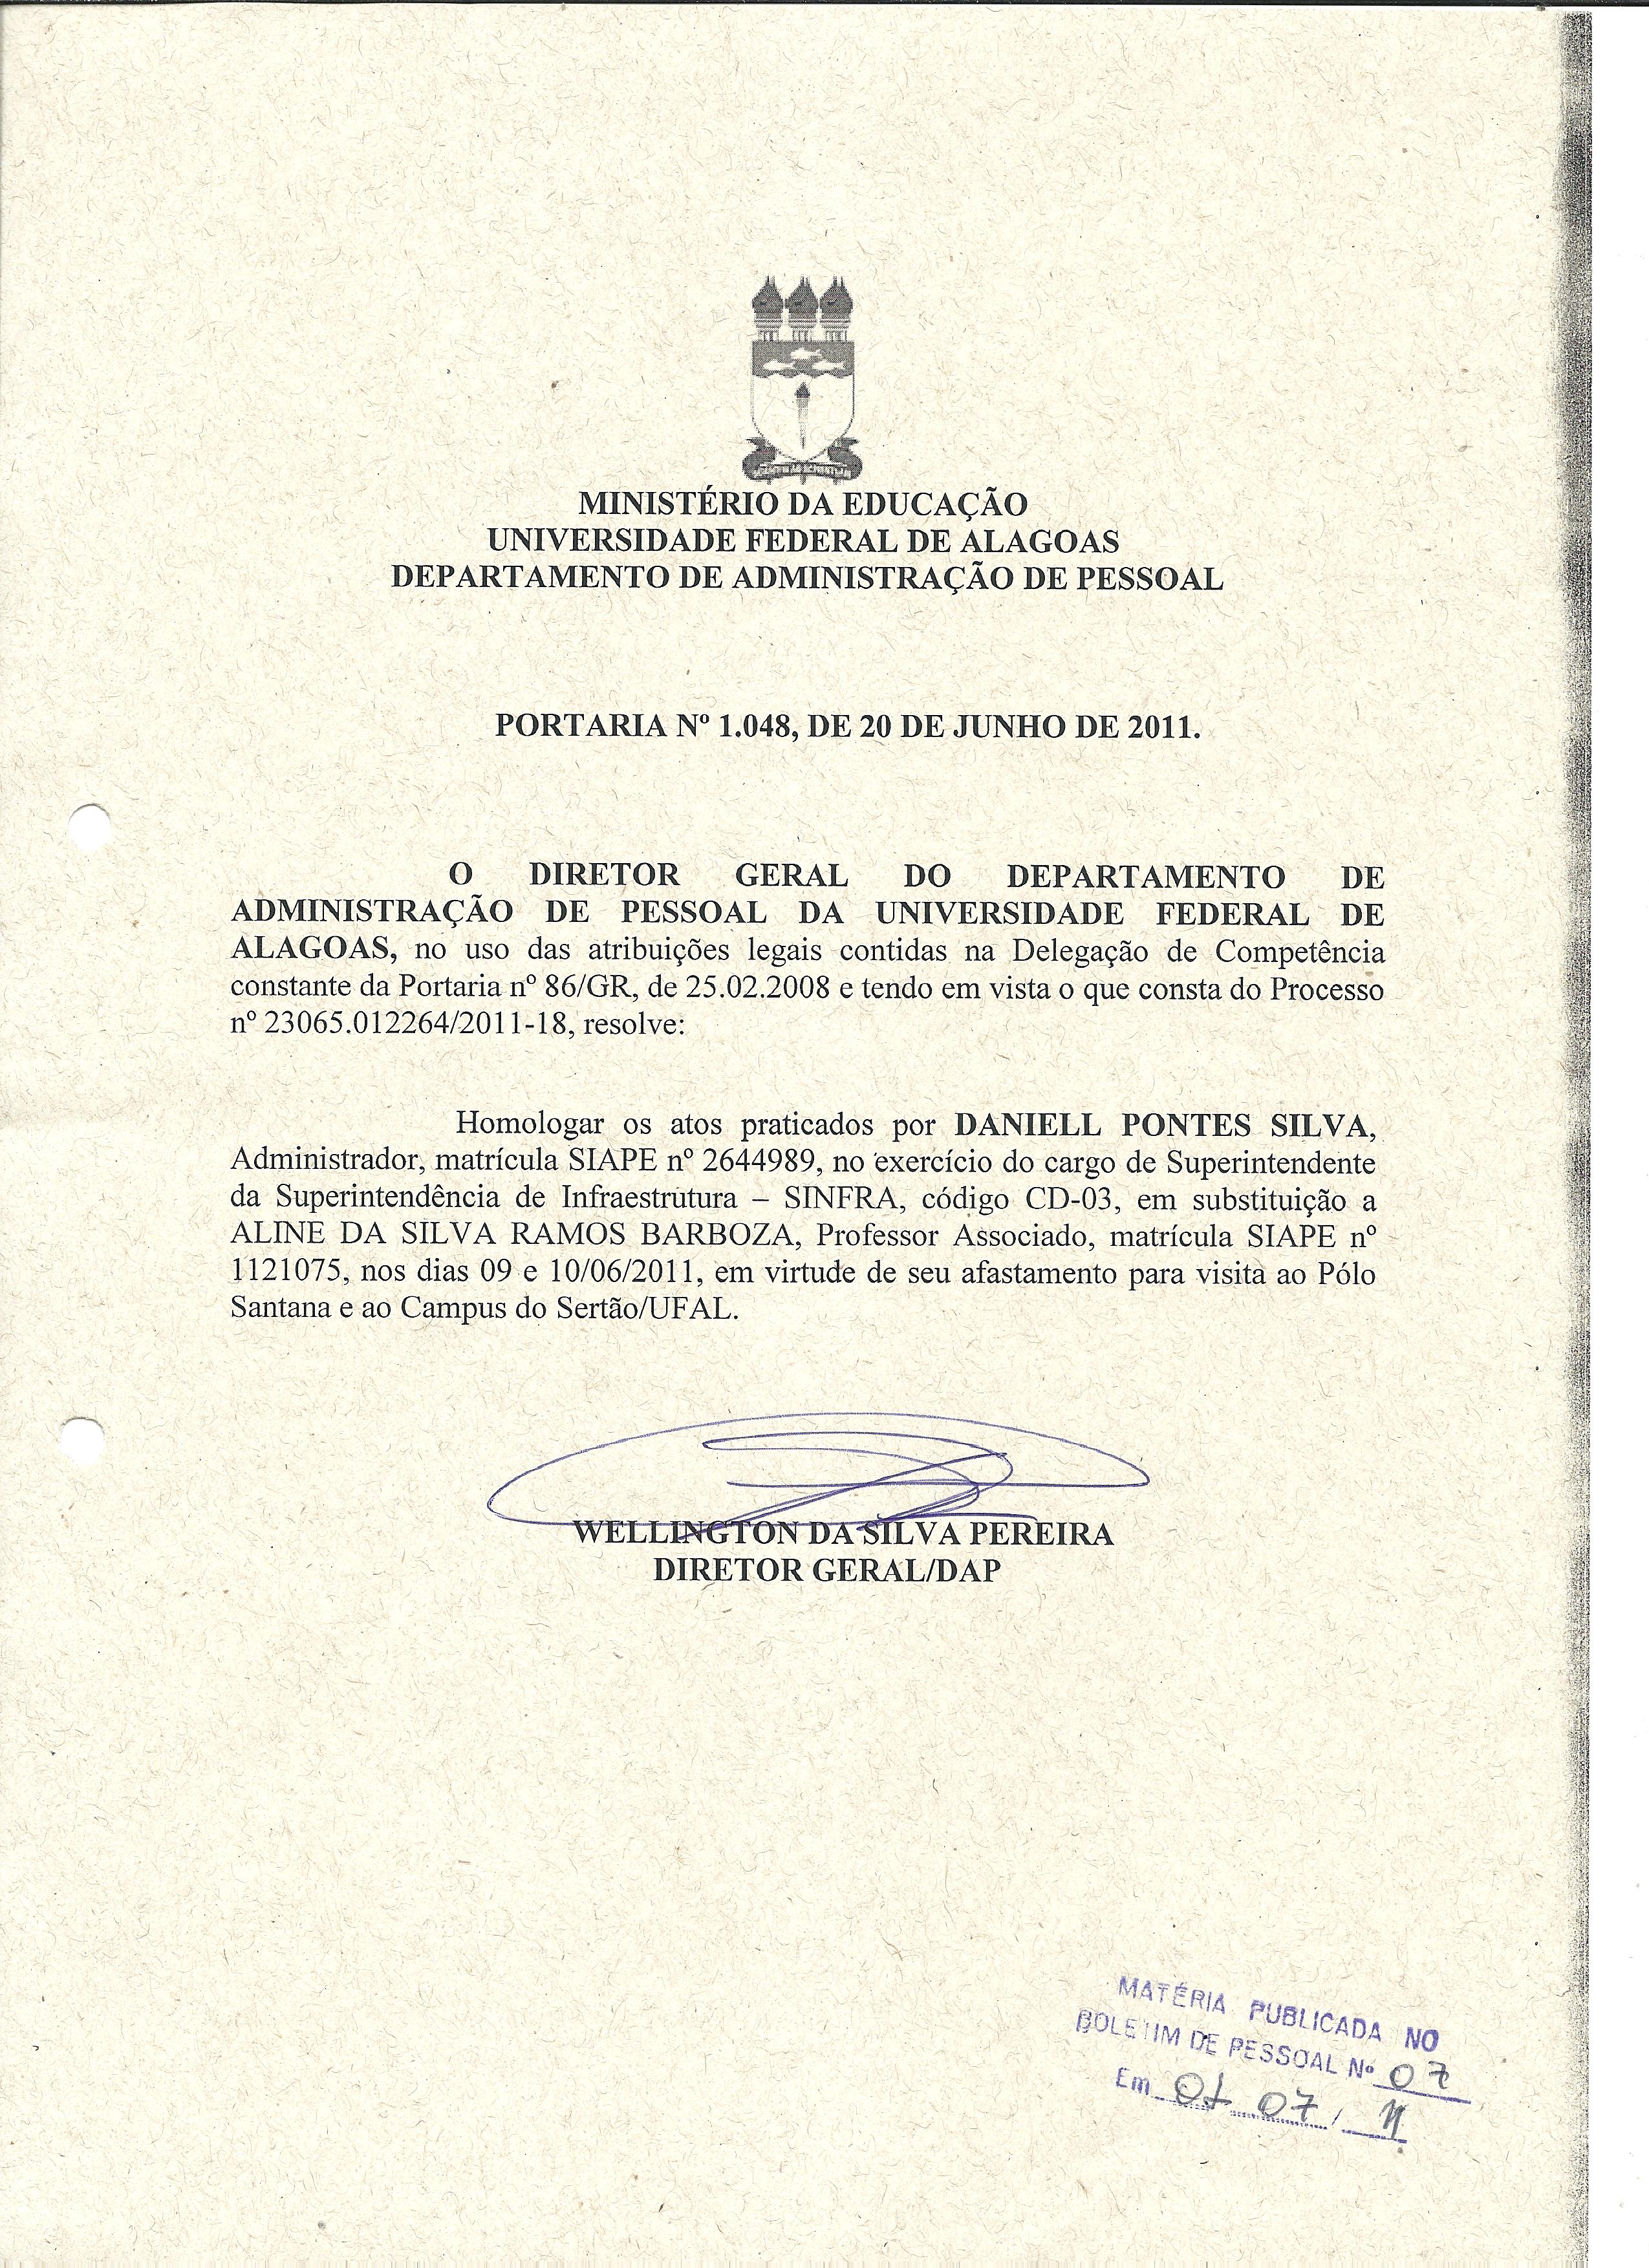 MINISTÉRIO DA EDUCAÇÃO
UNIVERSIDADE FEDERAL DE ALAGOAS
DEPARTAMENTO DE ADMINISTRAÇÃO DE PESSOAL
PORTARIA Nº 1.048, DE 20 DE JUNHO DE 2011.
O DIRETOR GERAL DO DEPARTAMENTO DE
ADMINISTRAÇÃO DE PESSOAL DA UNIVERSIDADE FEDERAL DE
ALAGOAS, no uso das atribuições legais contidas na Delegação de Competência
constante da Portaria nº 86/GR, de 25.02.2008 e tendo em vista o que consta do Processo
nº 23065.012264/2011-18, resolve:
Homologar os atos praticados por DANIELL PONTES SILVA,
Administrador, matrícula SIAPE nº 2644989, no exercício do cargo de Superintendente
da Superintendência de Infraestrutura – SINFRA, código CD-03, em substituição a
ALINE DA SILVA RAMOS BARBOZA, Professor Associado, matrícula SIAPE nº
1121075, nos dias 09 e 10/06/2011, em virtude de seu afastamento para visita ao Pólo
Santana e ao Campus do Sertão/UFAL.
WELLINGTON DA SILVA PEREIRA
DIRETOR GERAL/DAP
MATÉRIA PUBLICADA NO
BOLETIM DE PESSOAL Nº 07
Em 01 07 / 11